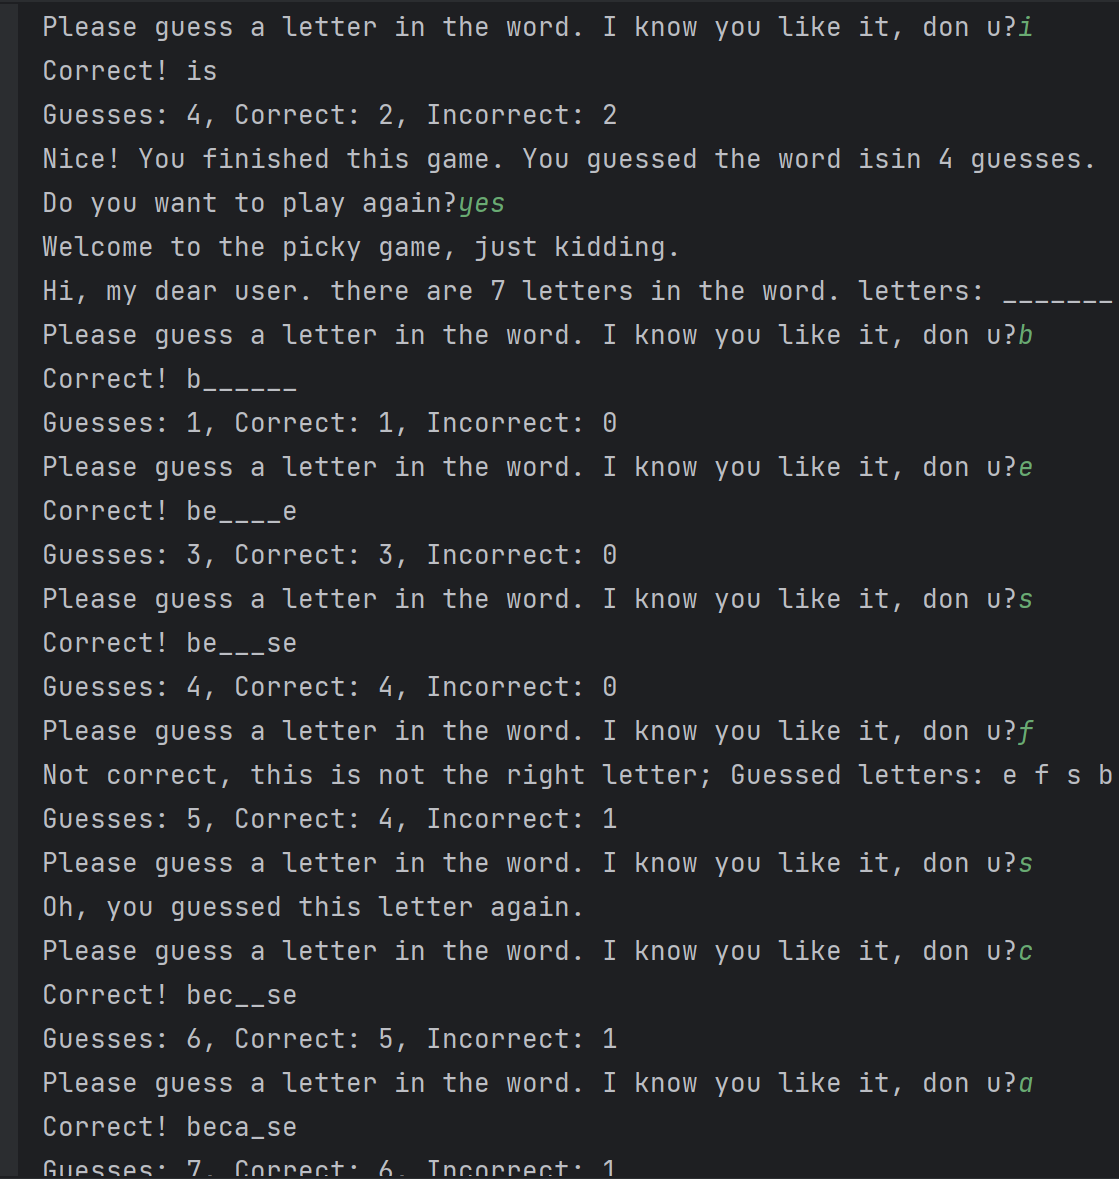 Please guess a letter in the word. I know you like it, don u?i
Correct! is
Guesses: 4, Correct: 2, Incorrect: 2
Nice! You finished this game. You guessed the word isin 4 guesses.
Do you want to play again?yes
Welcome to the picky game, just kidding.
Hi, my dear user. there are 7 letters in the word. letters: _______
Please guess a letter in the word. I know you like it, don u?b
Correct! b______
Guesses: 1, Correct: 1, Incorrect: 0
Please guess a letter in the word. I know you like it, don u?e
Correct! be____e
Guesses: 3, Correct: 3, Incorrect: 0
Please guess a letter in the word. I know you like it, don u?s
Correct! be___se
Guesses: 4, Correct: 4, Incorrect: 0
Please guess a letter in the word. I know you like it, don u?f
Not correct, this is not the right letter; Guessed letters: e f s b
Guesses: 5, Correct: 4, Incorrect: 1
Please guess a letter in the word. I know you like it, don u?s
Oh, you guessed this letter again.
Please guess a letter in the word. I know you like it, don u?c
Correct! bec__se
Guesses: 6, Correct: 5, Incorrect: 1
Please guess a letter in the word. I know you like it, don u?a
Correct! beca_se
Guesses: 7, Correct: 6, Incorrect: 1